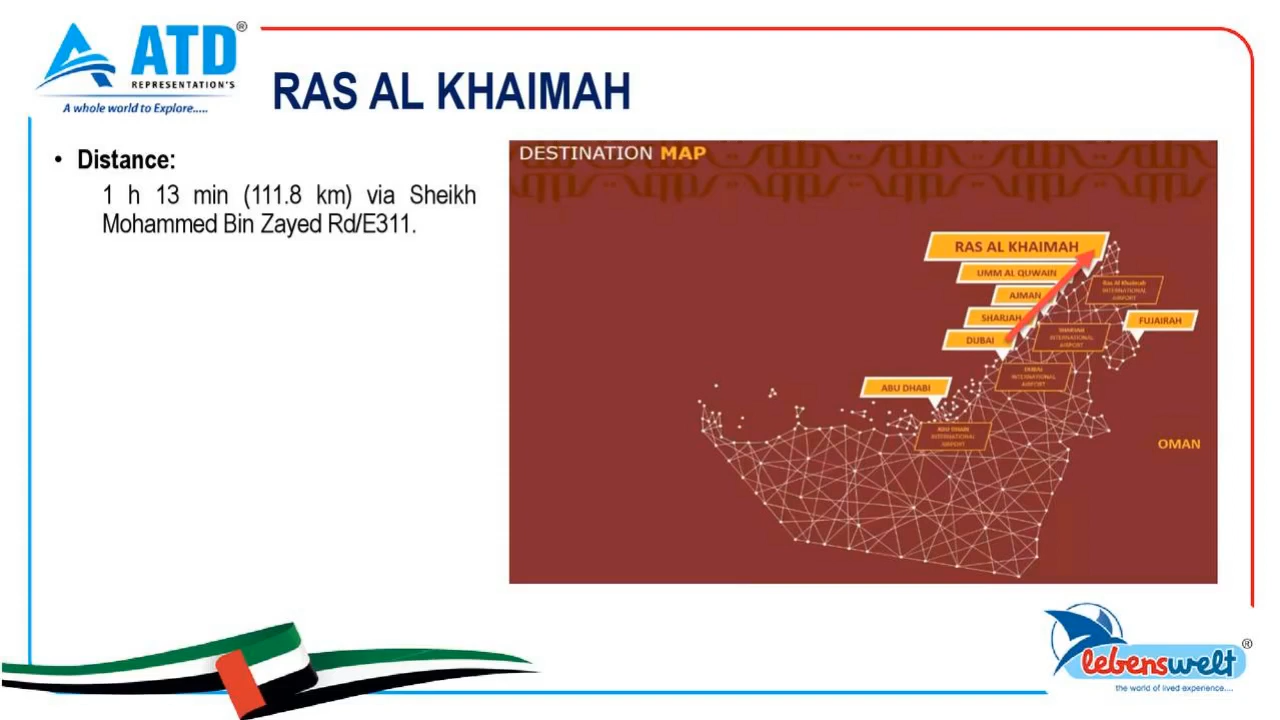 ATD®
REPRESENTATION'S
A whole world to Explore.....
RAS AL KHAIMAH
• Distance:
1 h 13 min (111.8 km) via Sheikh
Mohammed Bin Zayed Rd/E311.
DESTINATION MAP
RAS AL KHAIMAH
UMM AL QUWAIN
Ras Al Khaimah
INTERNATIONAL
AIRPORT
AJMAN
SHARJAH
FUJAIRAH
SHARJAH
INTERNATIONAL
AIRPORT
DUBAI
DUBAI
INTERNATIONAL
AIRPORT
ABU DHABI
ABU DHABI
INTERNATIONAL
AIRPORT
OMAN
lebenswelt®
the world of lived experience....